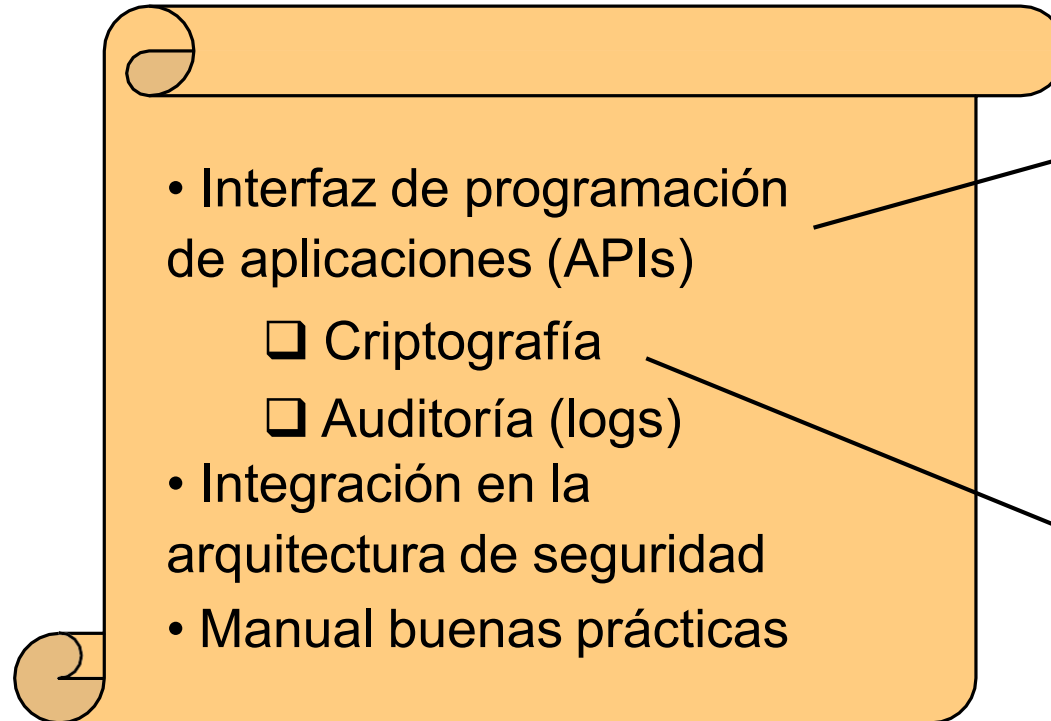 • Interfaz de programación
de aplicaciones (APIs)
❑ Criptografía
❑ Auditoría (logs)
• Integración en la
arquitectura de seguridad
• Manual buenas prácticas